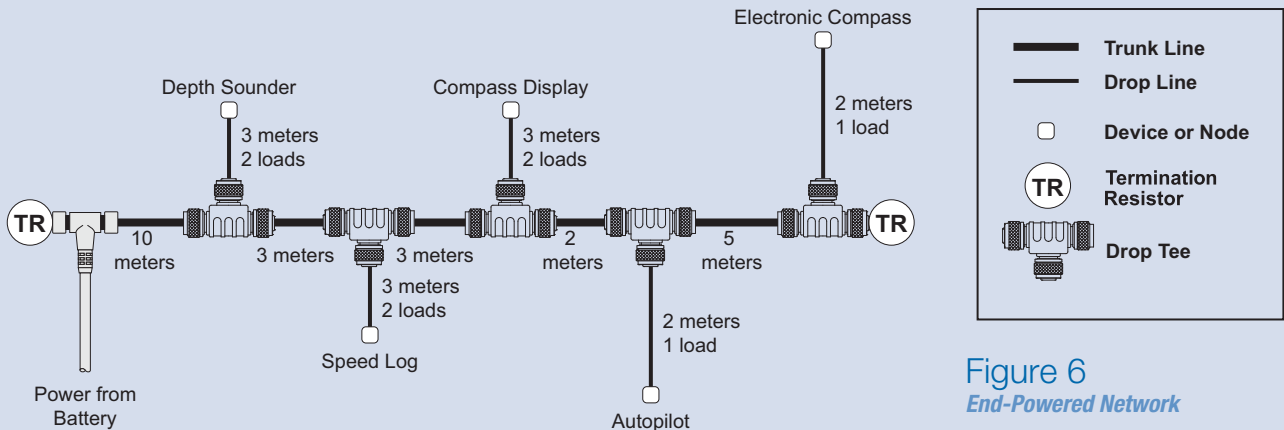 Electronic Compass
Depth Sounder
Compass Display
3 meters
2 loads
3 meters
2 loads
2 meters
1 load
TR
TR
10
meters
3 meters
3 meters
2
meters
5
meters
3 meters
2 loads
2 meters
1 load
Speed Log
Power from
Battery
Autopilot
Trunk Line
Drop Line
Device or Node
TR
Termination
Resistor
Drop Tee
Figure 6
End-Powered Network